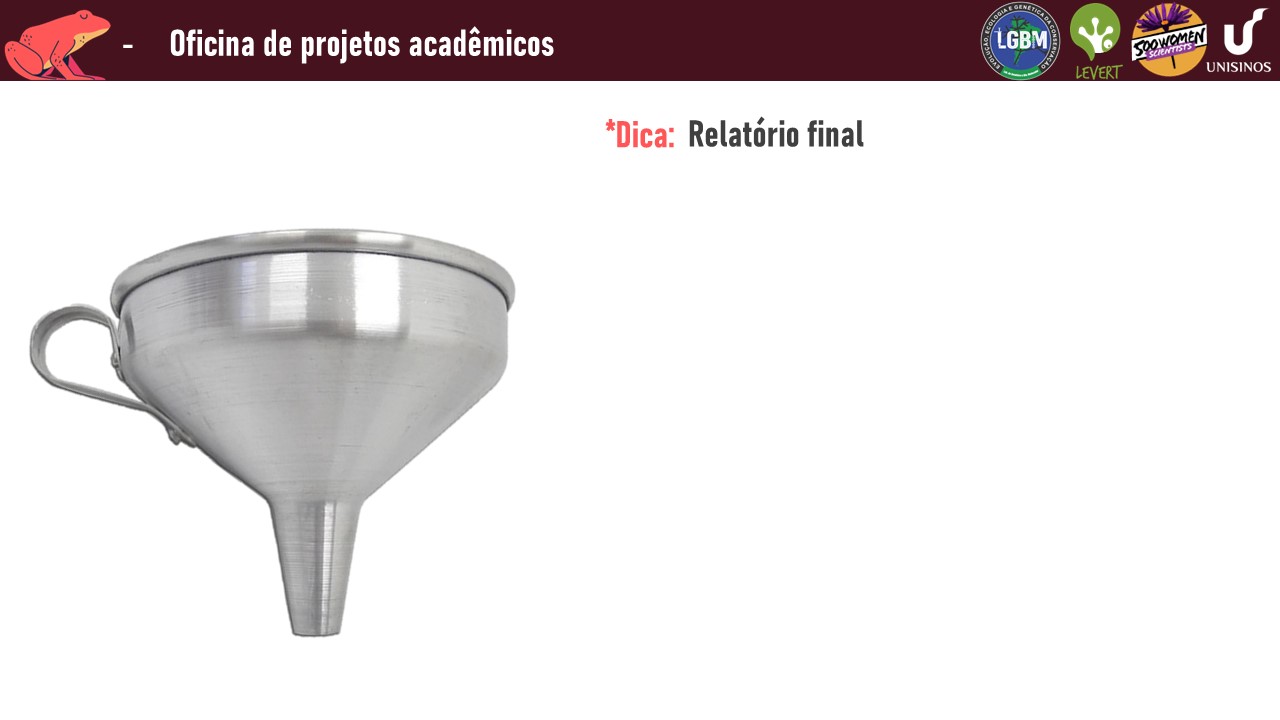 - Oficina de projetos acadêmicos
EVOLUÇÃO, ECOLOGIA E GENÉTICA DA CONSERVAÇÃO
LGBM
LEVERT
500 WOMEN
SCIENTISTS
UNISINOS
*Dica: Relatório final